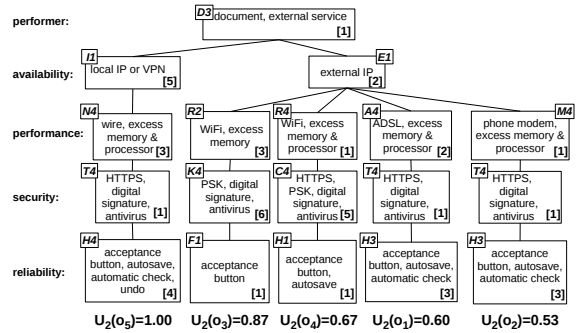 performer:
D3
document, external service
[1]
availability:
I1
local IP or VPN
[5]
E1
external IP
[2]
performance:
N4
wire, excess
memory &
processor
[3]
R2
WiFi, excess
memory
[3]
R4
WiFi, excess
memory &
processor
[1]
A4
ADSL, excess
memory &
processor
[2]
M4
phone modem,
excess memory &
processor
[1]
security:
T4
HTTPS,
digital
signature,
antivirus
[1]
K4
PSK, digital
signature,
antivirus
[6]
C4
HTTPS,
PSK, digital
signature,
antivirus
[5]
T4
HTTPS,
digital
signature,
antivirus
[1]
T4
HTTPS,
digital
signature,
antivirus
[1]
reliability:
H4
acceptance
button, autosave,
automatic check,
undo
[4]
F1
acceptance
button
[1]
H1
acceptance
button,
autosave
[1]
H3
acceptance
button, autosave,
automatic check
[3]
H3
acceptance
button, autosave,
automatic check
[3]
U₂(o₅)=1.00
U₂(o₃)=0.87
U₂(o₄)=0.67
U₂(o₁)=0.60
U₂(o₂)=0.53